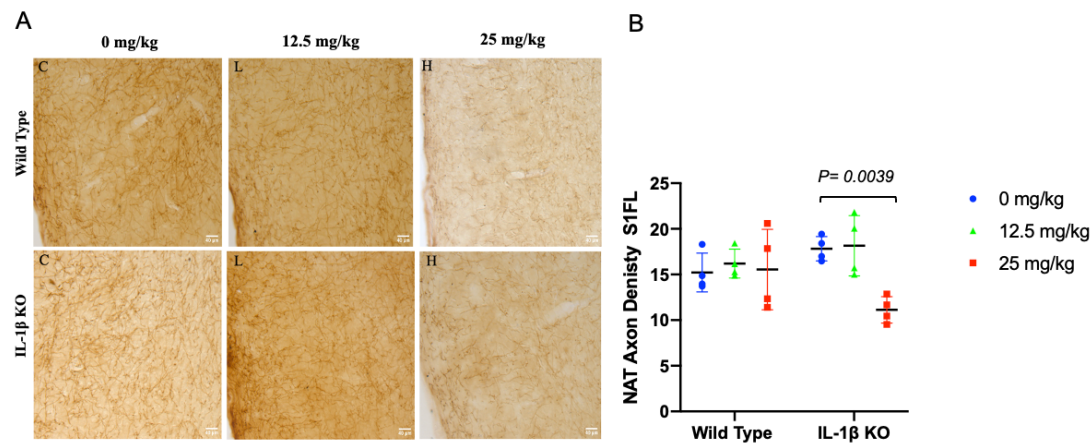 A
0 mg/kg
12.5 mg/kg
25 mg/kg
Wild Type
C
L
H
IL-1β KO
C
L
H
B
NAT Axon Denisty S1FL
25
20
15
10
5
0
P= 0.0039
Wild Type
IL-1β KO
0 mg/kg
12.5 mg/kg
25 mg/kg